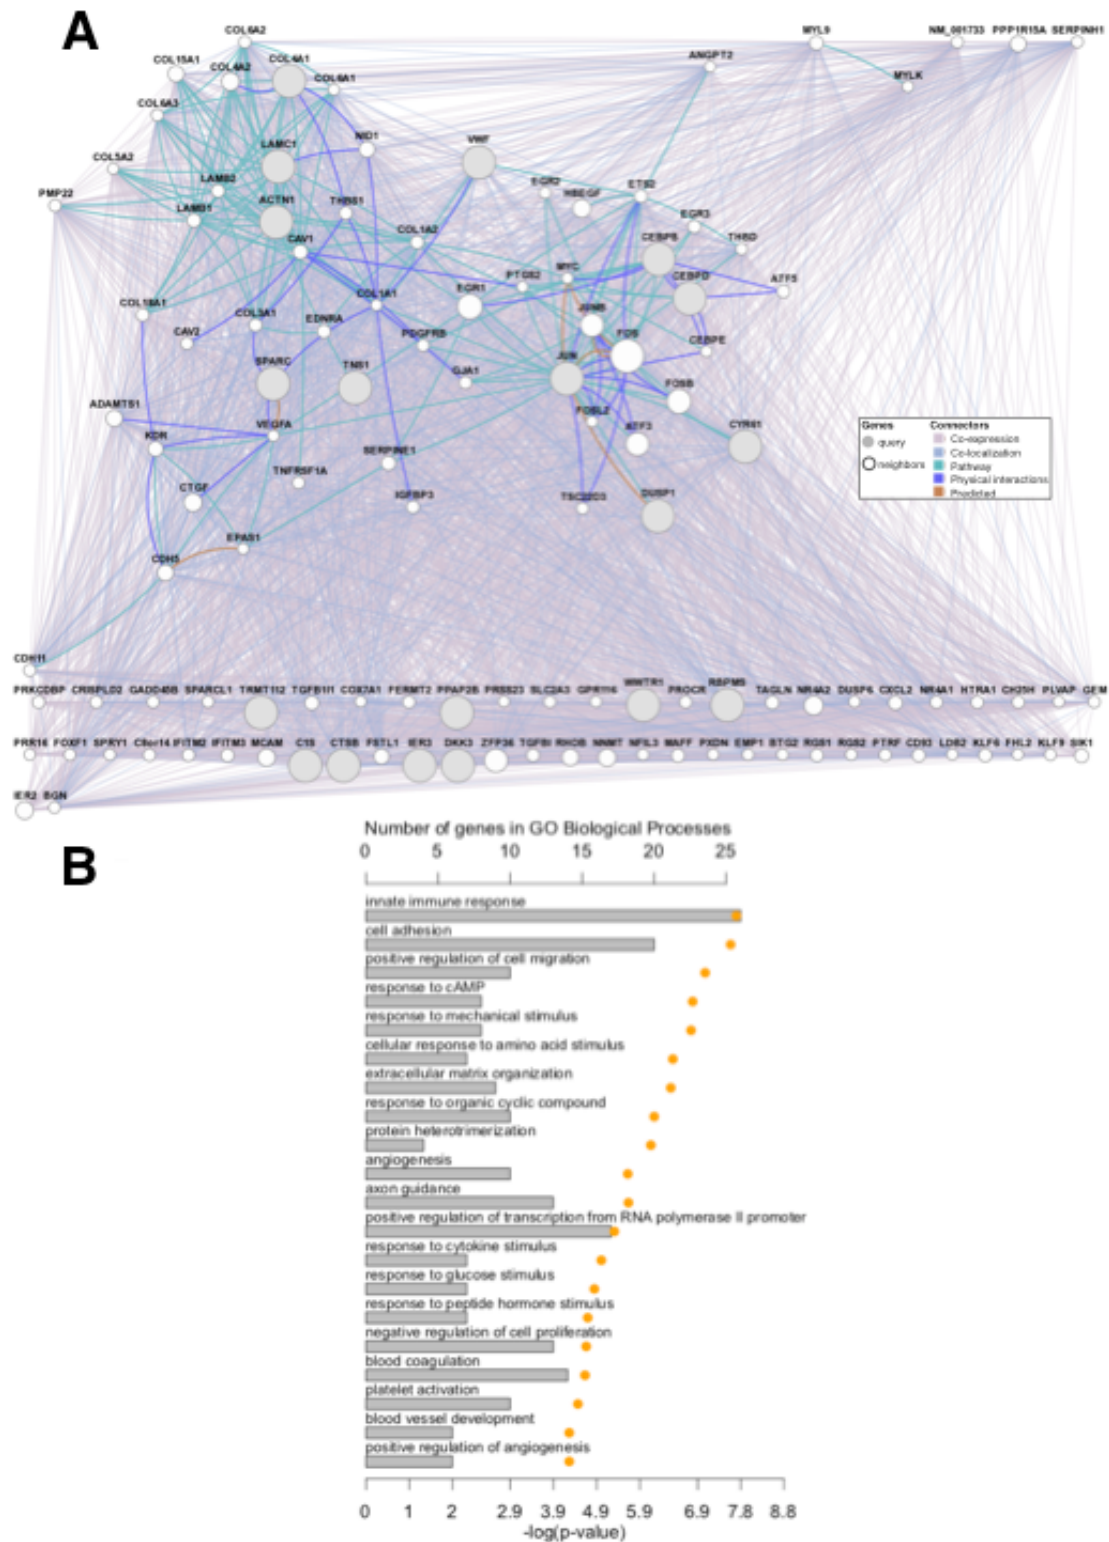 A
COL6A2
MYL9
NM_001733 PPP1R15A SERPINH1
COL15A1
COL4A2
COL4A1
COL6A1
ANGPT2
MYLK
COL6A3
LAMC1
NID1
VWF
COL5A2
LAMB2
EGR2
HBEGF
ETS2
PMP22
LAMB1
ACTN1
THBS1
EGR3
CAV1
COL1A2
CEBPB
THBD
MYC
PTGS2
CEBPD
ATF5
COL18A1
COL3A1
EDNRA
COL1A1
EGR1
JUNB
CAV2
PDGFRB
FOS
CEBPE
SPARC
TNS1
GJA1
JUN
FOSB
ADAMTS1
KDR
VEGFA
FOSL2
ATF3
CYR61
SERPINE1
TNFRSF1A
CTGF
IGFBP3
TSC22D3
DUSP1
EPAS1
CDH5
Genes
query
neighbors
Connectors
Co-expression
Co-localization
Pathway
Physical interactions
Predicted
CDH11
PRKCDBP CRISPLD2 GADD45B SPARCL1 TRMT112 TGFB1I1 FERMT2 PPAP2B PRSS23 SLC2A3 GPR116 WWTR1 PROCR RBPMS TAGLN NR4A2 DUSP6 CXCL2 NR4A1 HTRA1 CH25H PLVAP GEM
PRR16 FOXF1 SPRY1 C8orf4 IFITM2 IFITM3 MCAM C1S CTSB FSTL1 IER3 DKK3 ZFP36 TGFBI RHOB NNMT NFIL3 MAFF PXDN EMP1 BTG2 RGS1 RGS2 PTRF CD93 LDB2 KLF6 FHL2 KLF9 SIK1
IER2 BGN
B
Number of genes in GO Biological Processes
0 5 10 15 20 25
innate immune response
cell adhesion
positive regulation of cell migration
response to cAMP
response to mechanical stimulus
cellular response to amino acid stimulus
extracellular matrix organization
response to organic cyclic compound
protein heterotrimerization
angiogenesis
axon guidance
positive regulation of transcription from RNA polymerase II promoter
response to cytokine stimulus
response to glucose stimulus
response to peptide hormone stimulus
negative regulation of cell proliferation
blood coagulation
platelet activation
blood vessel development
positive regulation of angiogenesis
0 1 2 2.9 3.9 4.9 5.9 6.9 7.8 8.8
-log(p-value)